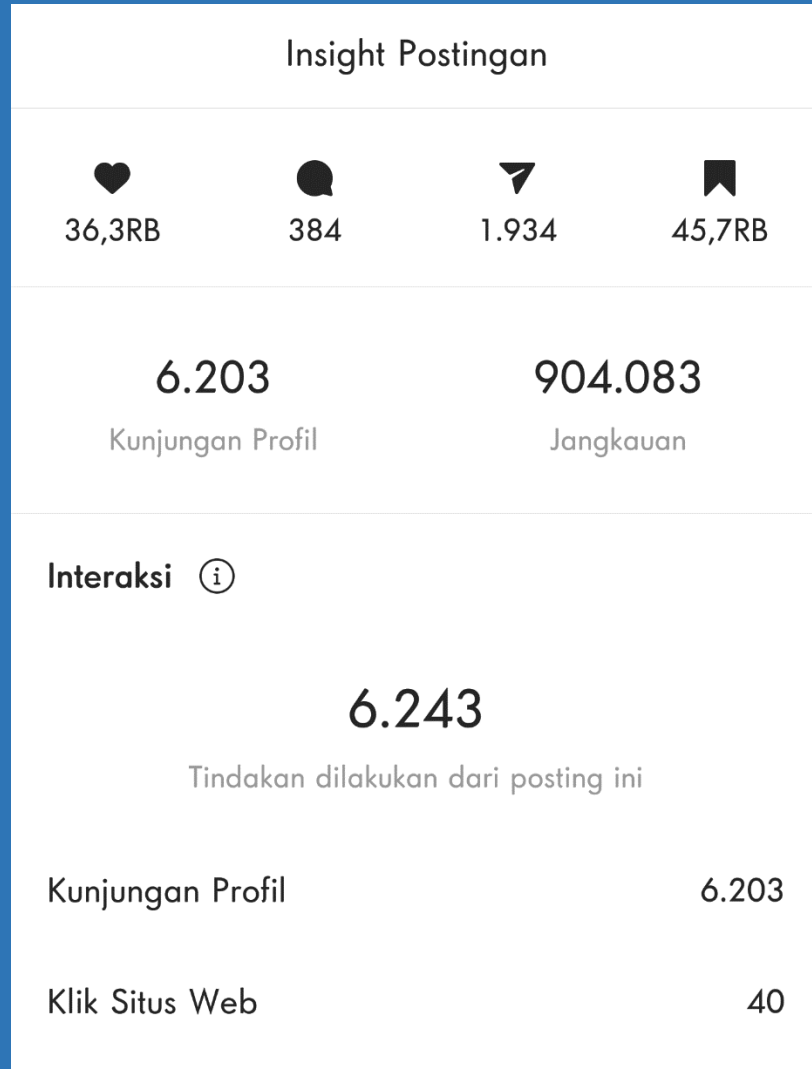 Insight Postingan
36,3RB 384 1.934 45,7RB
6.203 904.083
Kunjungan Profil Jangkauan
Interaksi
6.243
Tindakan dilakukan dari posting ini
Kunjungan Profil 6.203
Klik Situs Web 40